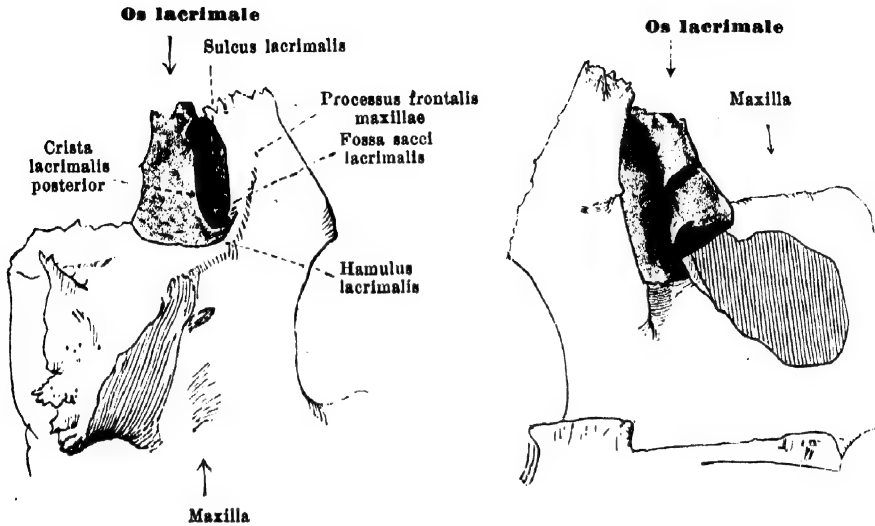 Os lacrimale
Sulcus lacrimalis
Processus frontalis
maxillae
Fossa sacci
lacrimalis
Crista
lacrimalis
posterior
Hamulus
lacrimalis
Maxilla
Os lacrimale
Maxilla